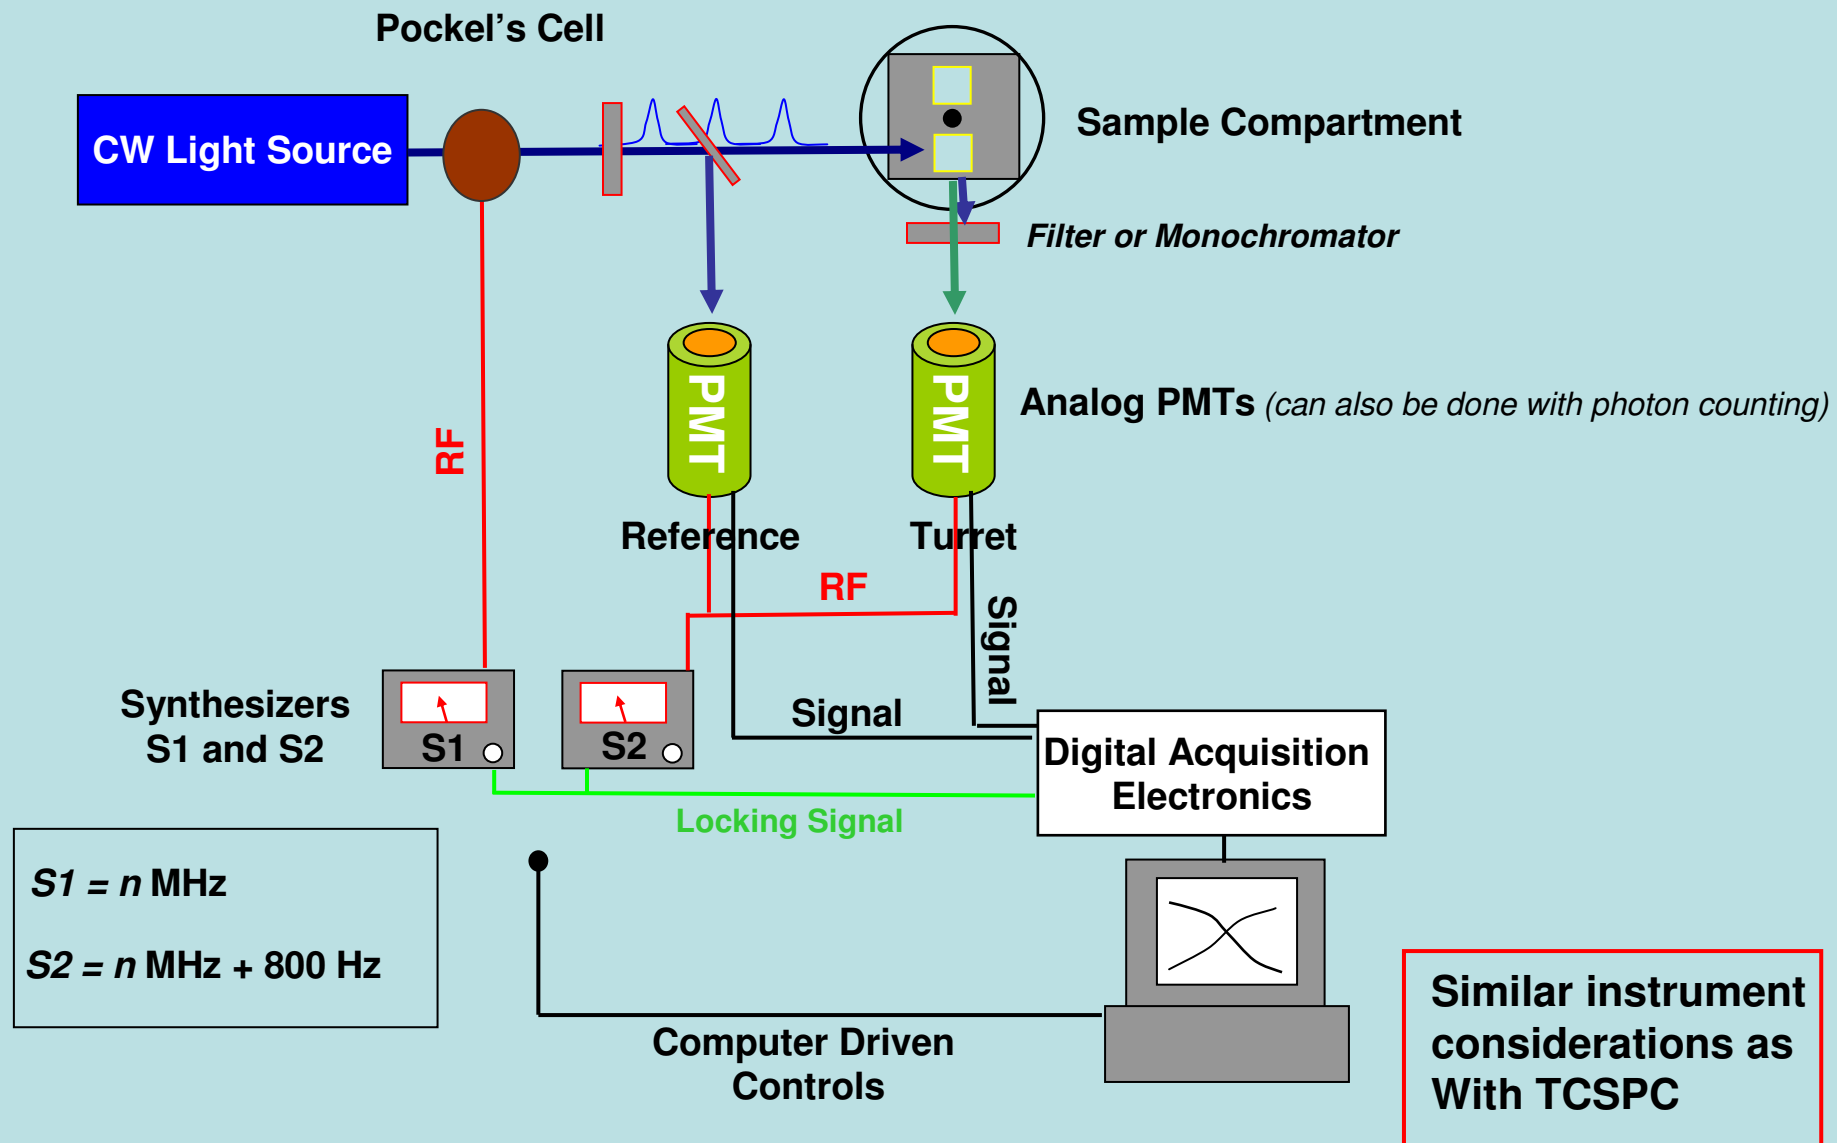 Pockel's Cell
CW Light Source
Sample Compartment
Filter or Monochromator
PMT
PMT
Analog PMTs (can also be done with photon counting)
RF
Reference
Turret
RF
Signal
Signal
Synthesizers
S1 and S2
S1
S2
Digital Acquisition
Electronics
Locking Signal
S1 = n MHz
S2 = n MHz + 800 Hz
Computer Driven
Controls
Similar instrument
considerations as
With TCSPC